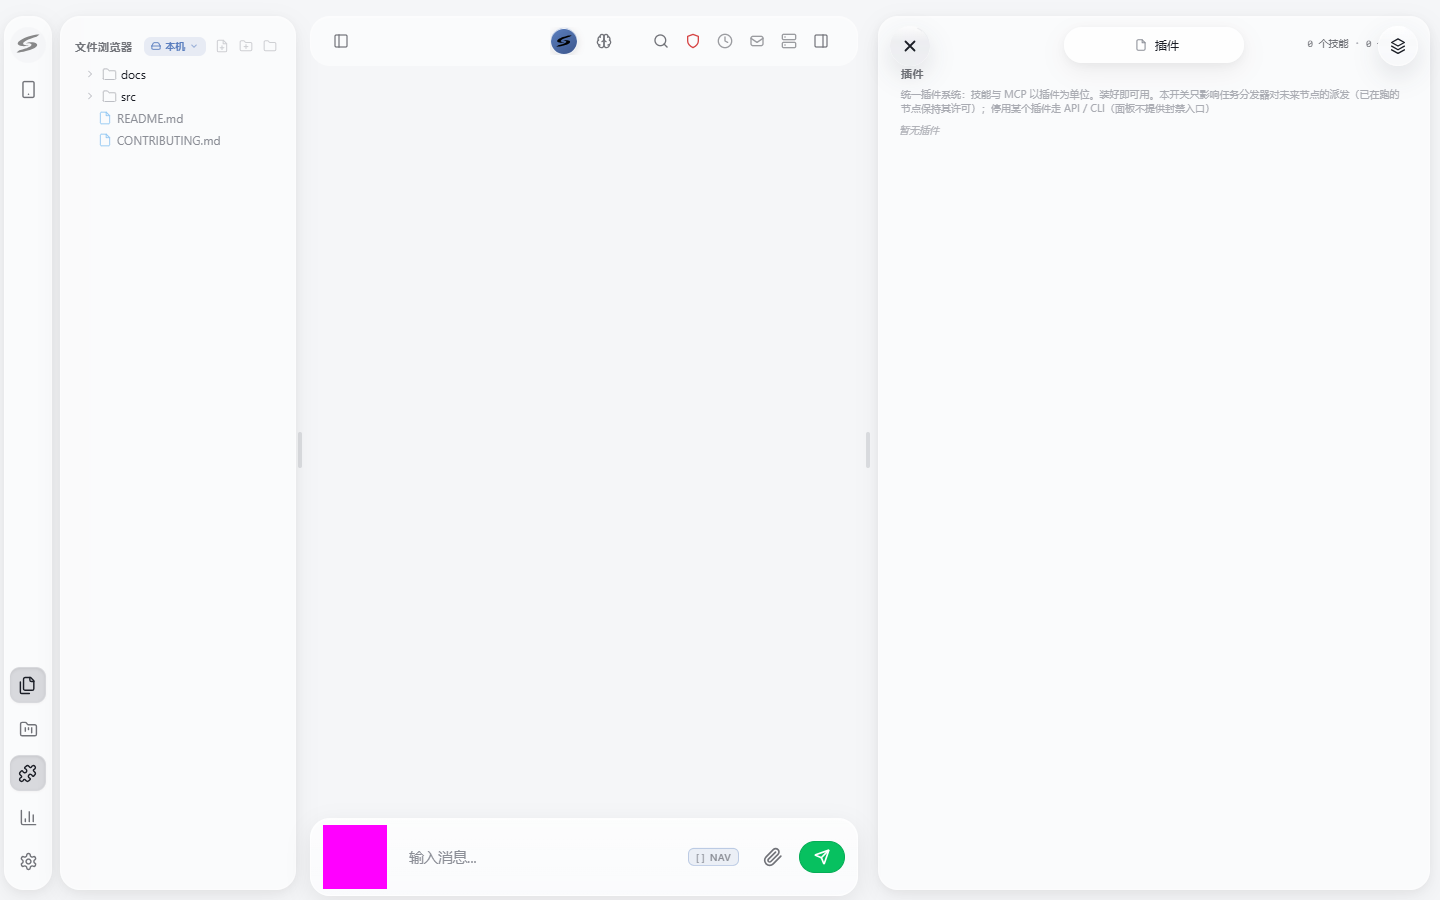 文件浏览器 本机
docs
src
README.md
CONTRIBUTING.md
输入消息...
[] NAV
插件
0 个技能 · 0 ·
插件
统一插件系统：技能与 MCP 以插件为单位。装好即可用。本开关只影响任务分发器对未来节点的派发（已在跑的
节点保持其许可）；停用某个插件走 API / CLI（面板不提供封禁入口）
暂无插件